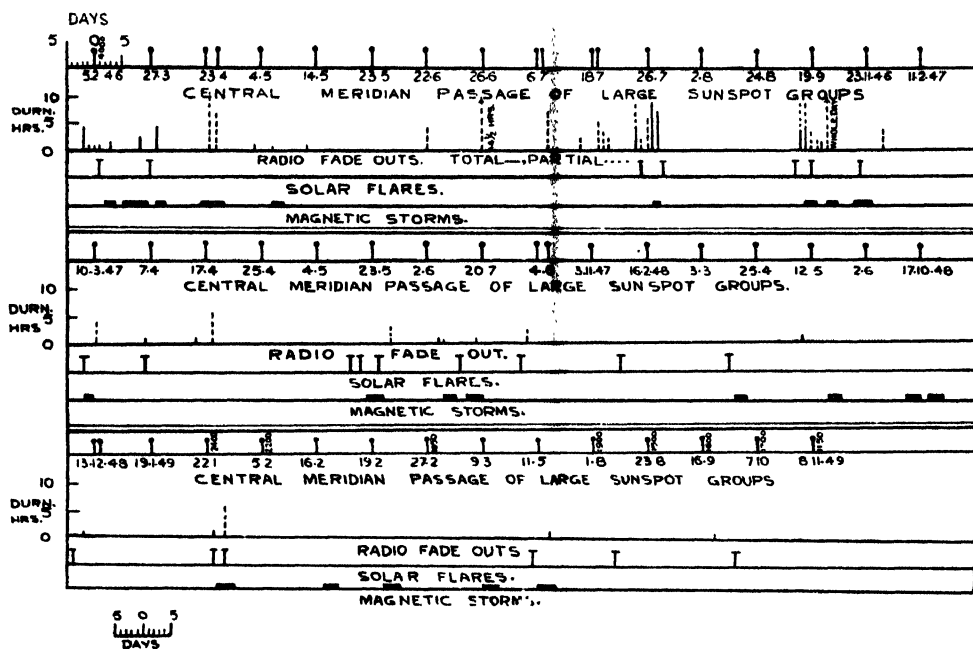 DAYS
5 0 5
5.2 4 6 27·3 23 4 4·5 14·5 23·5 22·6 26·6 6·7 18·7 26·7 2·8 24·8 19·9 23·11·46 11·2·47
CENTRAL MERIDIAN PASSAGE OF LARGE SUNSPOT GROUPS
DURN. HRS. 10 5 0
RADIO FADE OUTS. TOTAL—, PARTIAL····
SOLAR FLARES.
MAGNETIC STORMS.
10·3·47 7·4 17·4 25·4 4·5 23·5 2·6 20 7 3·11·47 16·2·48 3·3 25·4 12 5 2·6 17·10·48
CENTRAL MERIDIAN PASSAGE OF LARGE SUNSPOT GROUPS.
DURN. HRS. 10 5 0
RADIO FADE OUT.
SOLAR FLARES.
MAGNETIC STORMS.
13·12·48 19·1·49 22 1 5 2 16·2 19 2 27·2 9 3 11·5 1·8 23 8 16·9 7 10 8 11·49
CENTRAL MERIDIAN PASSAGE OF LARGE SUNSPOT GROUPS
DURN. HRS. 10 5 0
RADIO FADE OUTS
SOLAR FLARES.
MAGNETIC STORMS.
5 0 5
DAYS